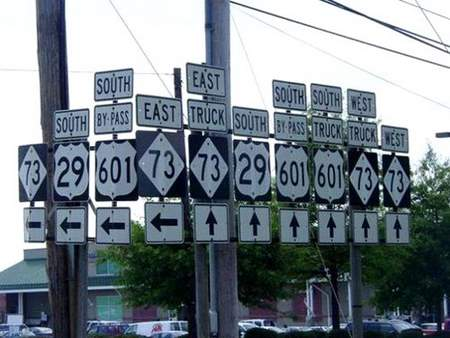 73
SOUTH
29
SOUTH
BY-PASS
601
EAST
73
EAST
TRUCK
73
SOUTH
29
SOUTH
BY-PASS
601
SOUTH
TRUCK
601
WEST
TRUCK
73
WEST
73